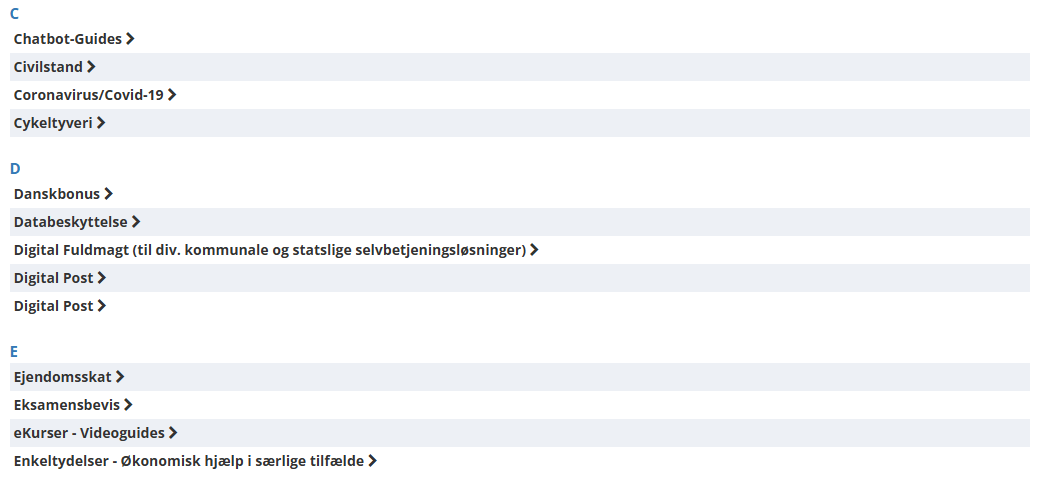 C
Chatbot-Guides
Civilstand
Coronavirus/Covid-19
Cykeltyveri
D
Danskbonus
Databeskyttelse
Digital Fuldmagt (til div. kommunale og statslige selvbetjeningsløsninger)
Digital Post
Digital Post
E
Ejendomsskat
Eksamensbevis
eKurser - Videoguides
Enkeltydelser - Økonomisk hjælp i særlige tilfælde